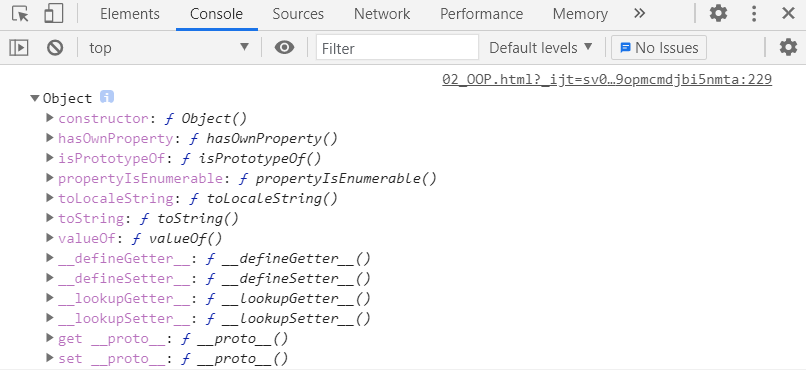 Elements Console Sources Network Performance Memory
top Filter Default levels No Issues
02_OOP.html?_ijt=sv0…9opmcmdjbi5nmta:229
Object i
constructor: ƒ Object()
hasOwnProperty: ƒ hasOwnProperty()
isPrototypeOf: ƒ isPrototypeOf()
propertyIsEnumerable: ƒ propertyIsEnumerable()
toLocaleString: ƒ toLocaleString()
toString: ƒ toString()
valueOf: ƒ valueOf()
__defineGetter__: ƒ __defineGetter__()
__defineSetter__: ƒ __defineSetter__()
__lookupGetter__: ƒ __lookupGetter__()
__lookupSetter__: ƒ __lookupSetter__()
get __proto__: ƒ __proto__()
set __proto__: ƒ __proto__()